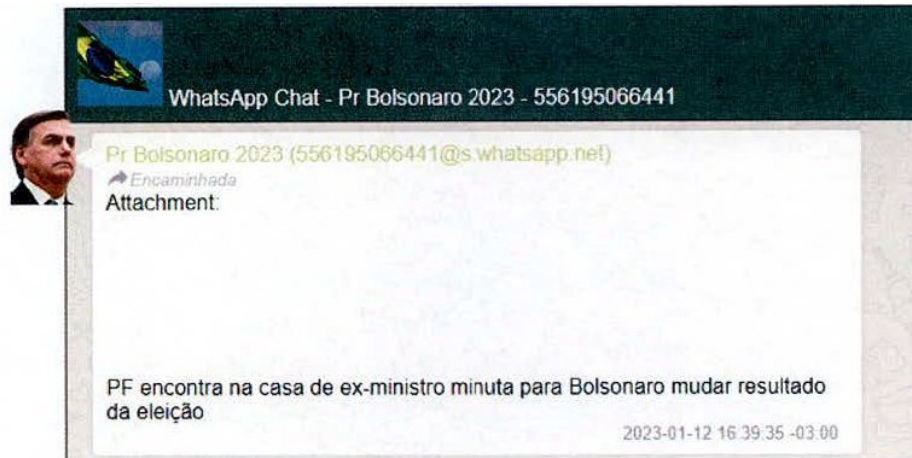 WhatsApp Chat - Pr Bolsonaro 2023 - 556195066441
Pr Bolsonaro 2023 (556195066441@s.whatsapp.net)
Encaminhada
Attachment:
PF encontra na casa de ex-ministro minuta para Bolsonaro mudar resultado
da eleição
2023-01-12 16:39:35 -03:00